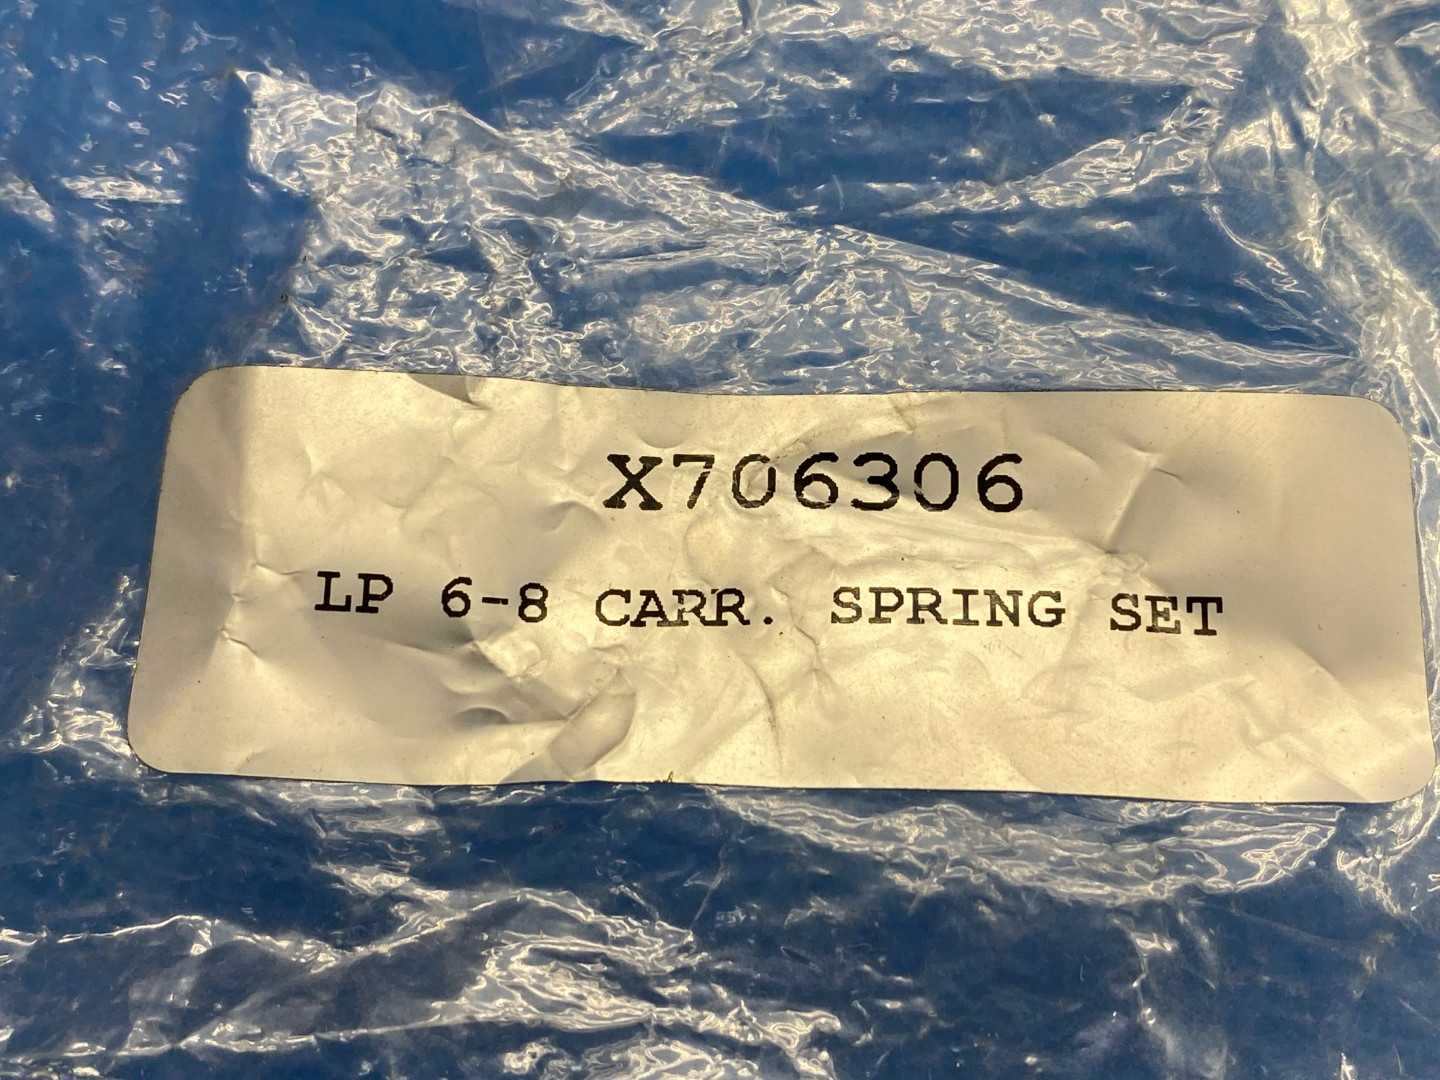 X706306
LP 6-8 CARR. SPRING SET